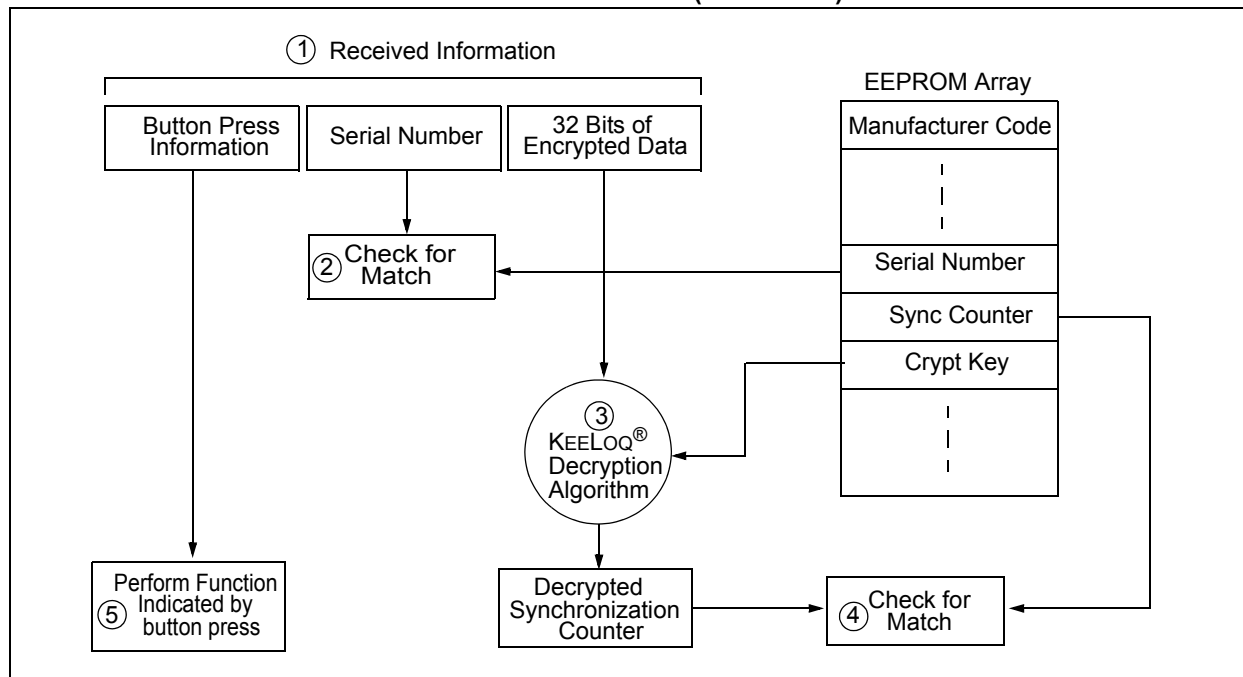 ① Received Information
EEPROM Array
Button Press
Information
Serial Number
32 Bits of
Encrypted Data
Manufacturer Code
② Check for
Match
Serial Number
Sync Counter
Crypt Key
③
KEELOQ®
Decryption
Algorithm
Perform Function
⑤ Indicated by
button press
Decrypted
Synchronization
Counter
④ Check for
Match